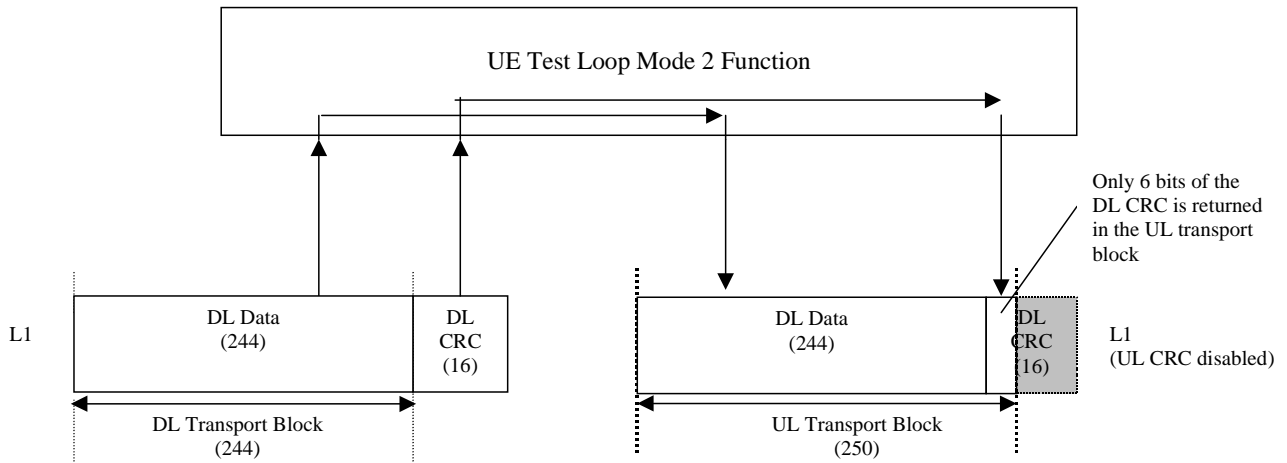 UE Test Loop Mode 2 Function
Only 6 bits of the
DL CRC is returned
in the UL transport
block
L1
DL Data
(244)
DL
CRC
(16)
DL Transport Block
(244)
DL Data
(244)
DL
CRC
(16)
UL Transport Block
(250)
L1
(UL CRC disabled)